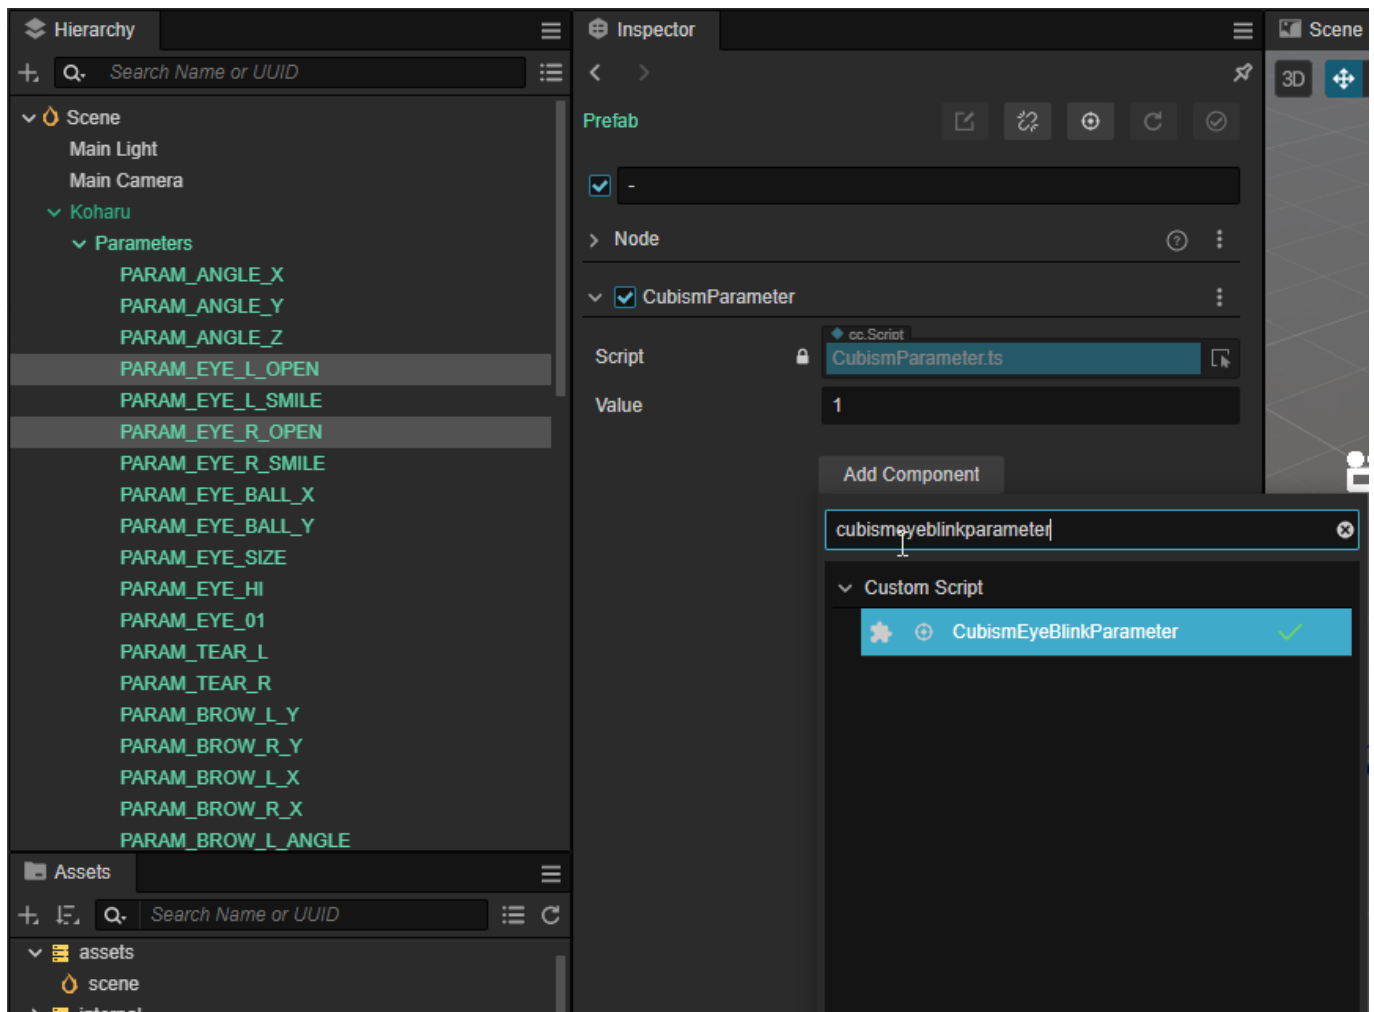 Hierarchy
Search Name or UUID
Scene
Main Light
Main Camera
Koharu
Parameters
PARAM_ANGLE_X
PARAM_ANGLE_Y
PARAM_ANGLE_Z
PARAM_EYE_L_OPEN
PARAM_EYE_L_SMILE
PARAM_EYE_R_OPEN
PARAM_EYE_R_SMILE
PARAM_EYE_BALL_X
PARAM_EYE_BALL_Y
PARAM_EYE_SIZE
PARAM_EYE_HI
PARAM_EYE_01
PARAM_TEAR_L
PARAM_TEAR_R
PARAM_BROW_L_Y
PARAM_BROW_R_Y
PARAM_BROW_L_X
PARAM_BROW_R_X
PARAM_BROW_L_ANGLE
Assets
Search Name or UUID
assets
scene
internal
Inspector
Prefab
-
Node
CubismParameter
cc.Script
Script
CubismParameter.ts
Value
1
Add Component
cubismeyeblinkparameter
Custom Script
CubismEyeBlinkParameter
Scene
3D